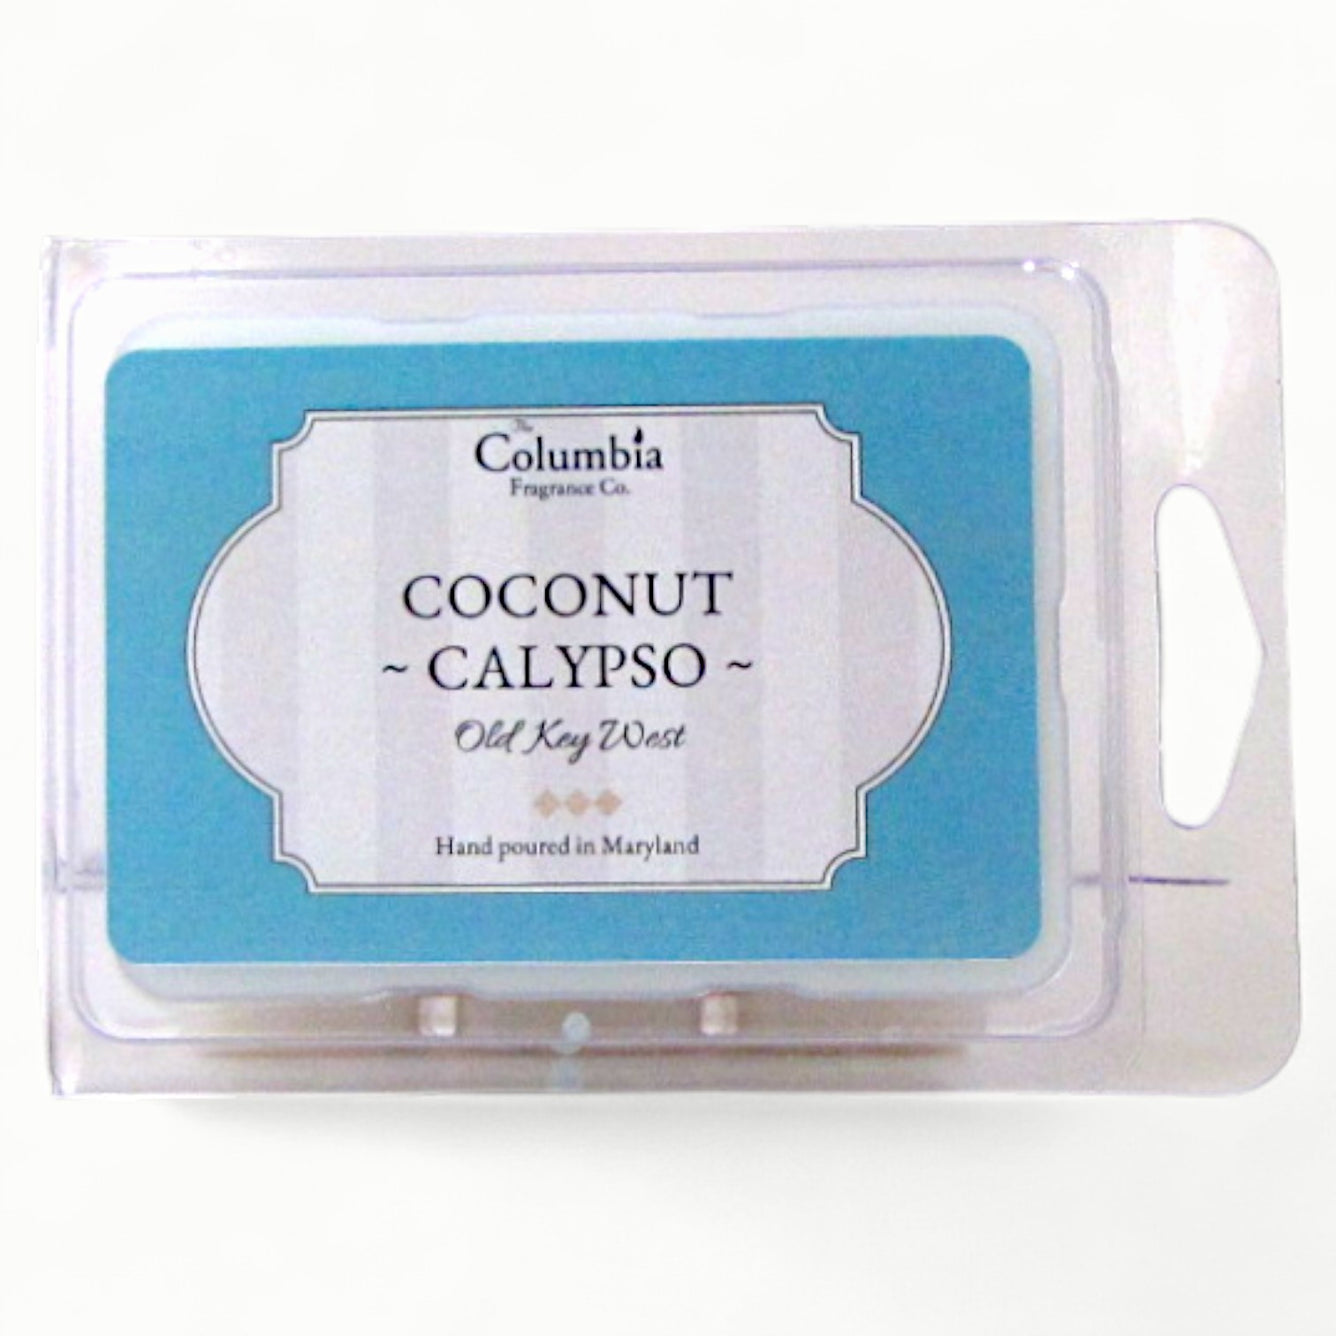 The
Columbia
Fragrance Co.
COCONUT
~ CALYPSO ~
Old Key West
Hand poured in Maryland